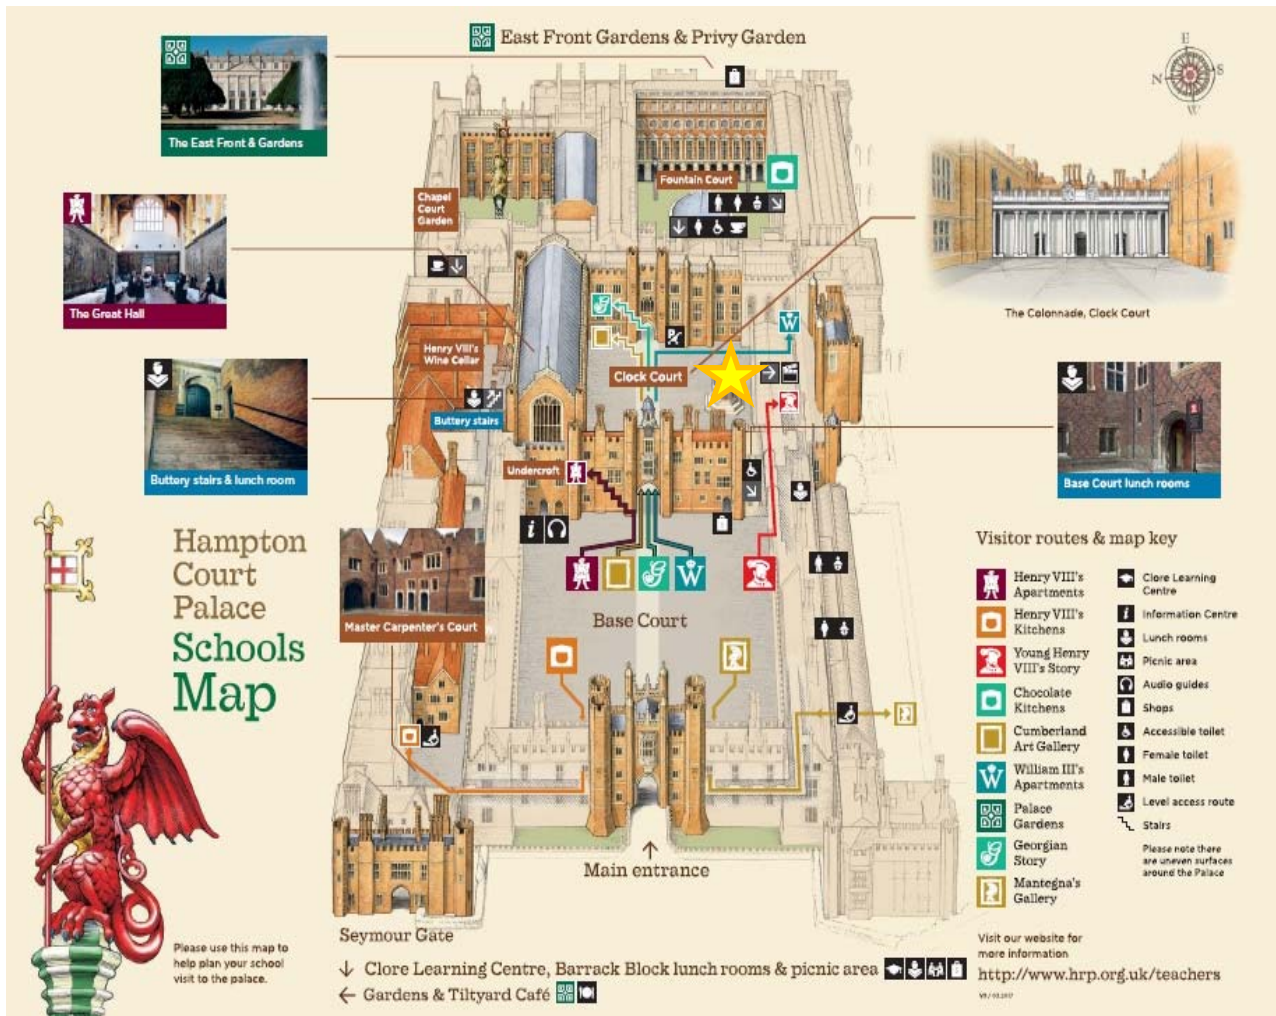 East Front Gardens & Privy Garden
E
N
S
W
The East Front & Gardens
Chapel
Court
Garden
Fountain Court
The Great Hall
The Colonnade, Clock Court
Henry VIII's
Wine Cellar
Clock Court
W
Buttery stairs
Buttery stairs & lunch room
Undercroft
Base Court lunch rooms
Hampton
Court
Palace
Schools
Map
Master Carpenter's Court
i
W
Base Court
Visitor routes & map key
Henry VIII's
Apartments
Henry VIII's
Kitchens
Young Henry
VIII's Story
Chocolate
Kitchens
Cumberland
Art Gallery
W
William III's
Apartments
Palace
Gardens
Georgian
Story
Mantegna's
Gallery
Clore Learning
Centre
i
Information Centre
Lunch rooms
Picnic area
Audio guides
Shops
Accessible toilet
Female toilet
Male toilet
Level access route
Stairs
Please note there
are uneven surfaces
around the Palace
Main entrance
Seymour Gate
Please use this map to
help plan your school
visit to the palace.
↓ Clore Learning Centre, Barrack Block lunch rooms & picnic area
← Gardens & Tiltyard Café
Visit our website for
more information
http://www.hrp.org.uk/teachers